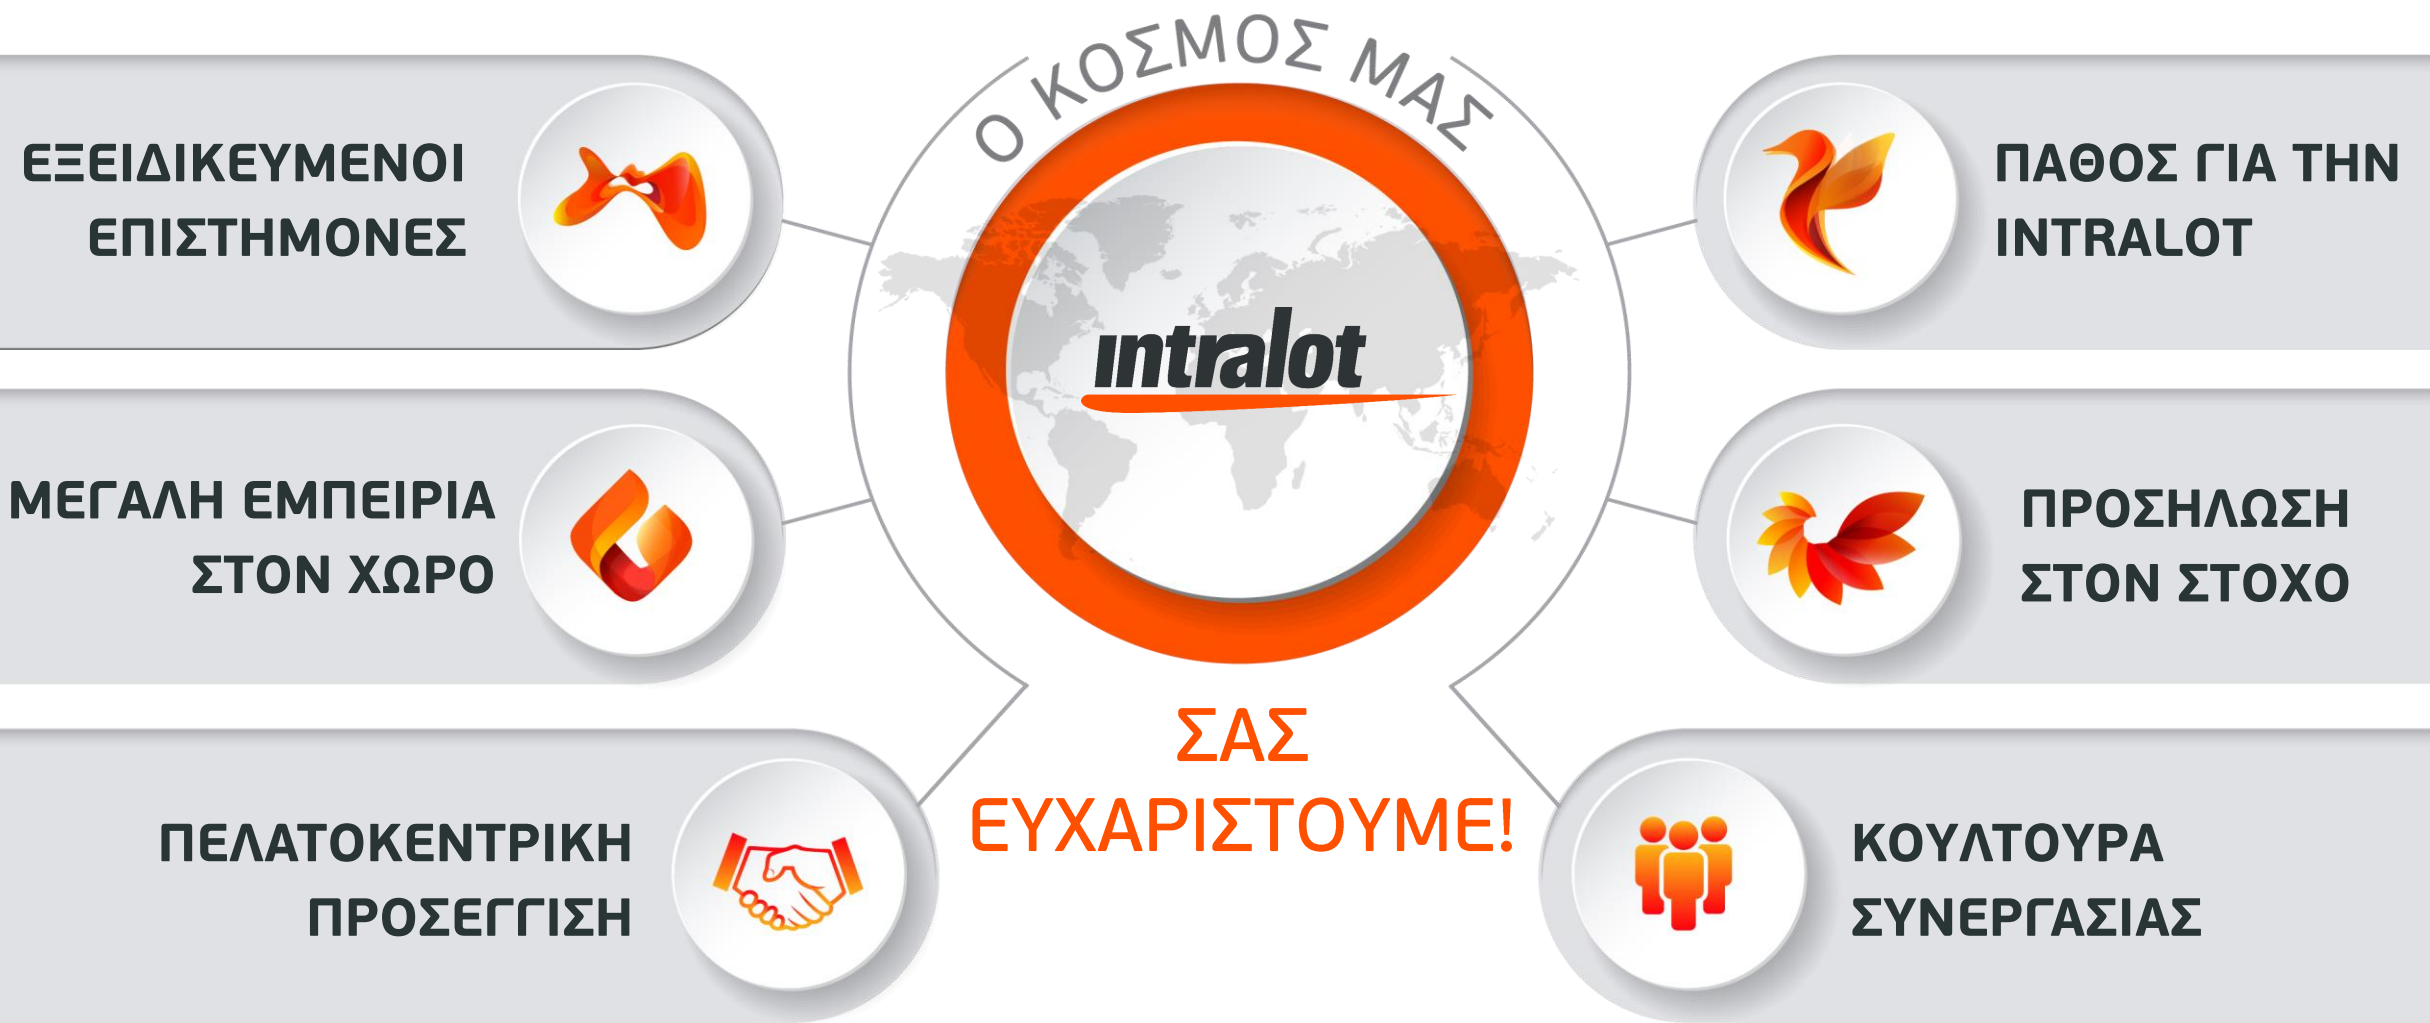 Ο ΚΟΣΜΟΣ ΜΑΣ
intralot
ΣΑΣ
ΕΥΧΑΡΙΣΤΟΥΜΕ!
ΕΞΕΙΔΙΚΕΥΜΕΝΟΙ
ΕΠΙΣΤΗΜΟΝΕΣ
ΜΕΓΑΛΗ ΕΜΠΕΙΡΙΑ
ΣΤΟΝ ΧΩΡΟ
ΠΕΛΑΤΟΚΕΝΤΡΙΚΗ
ΠΡΟΣΕΓΓΙΣΗ
ΠΑΘΟΣ ΓΙΑ ΤΗΝ
INTRALOT
ΠΡΟΣΗΛΩΣΗ
ΣΤΟΝ ΣΤΟΧΟ
ΚΟΥΛΤΟΥΡΑ
ΣΥΝΕΡΓΑΣΙΑΣ